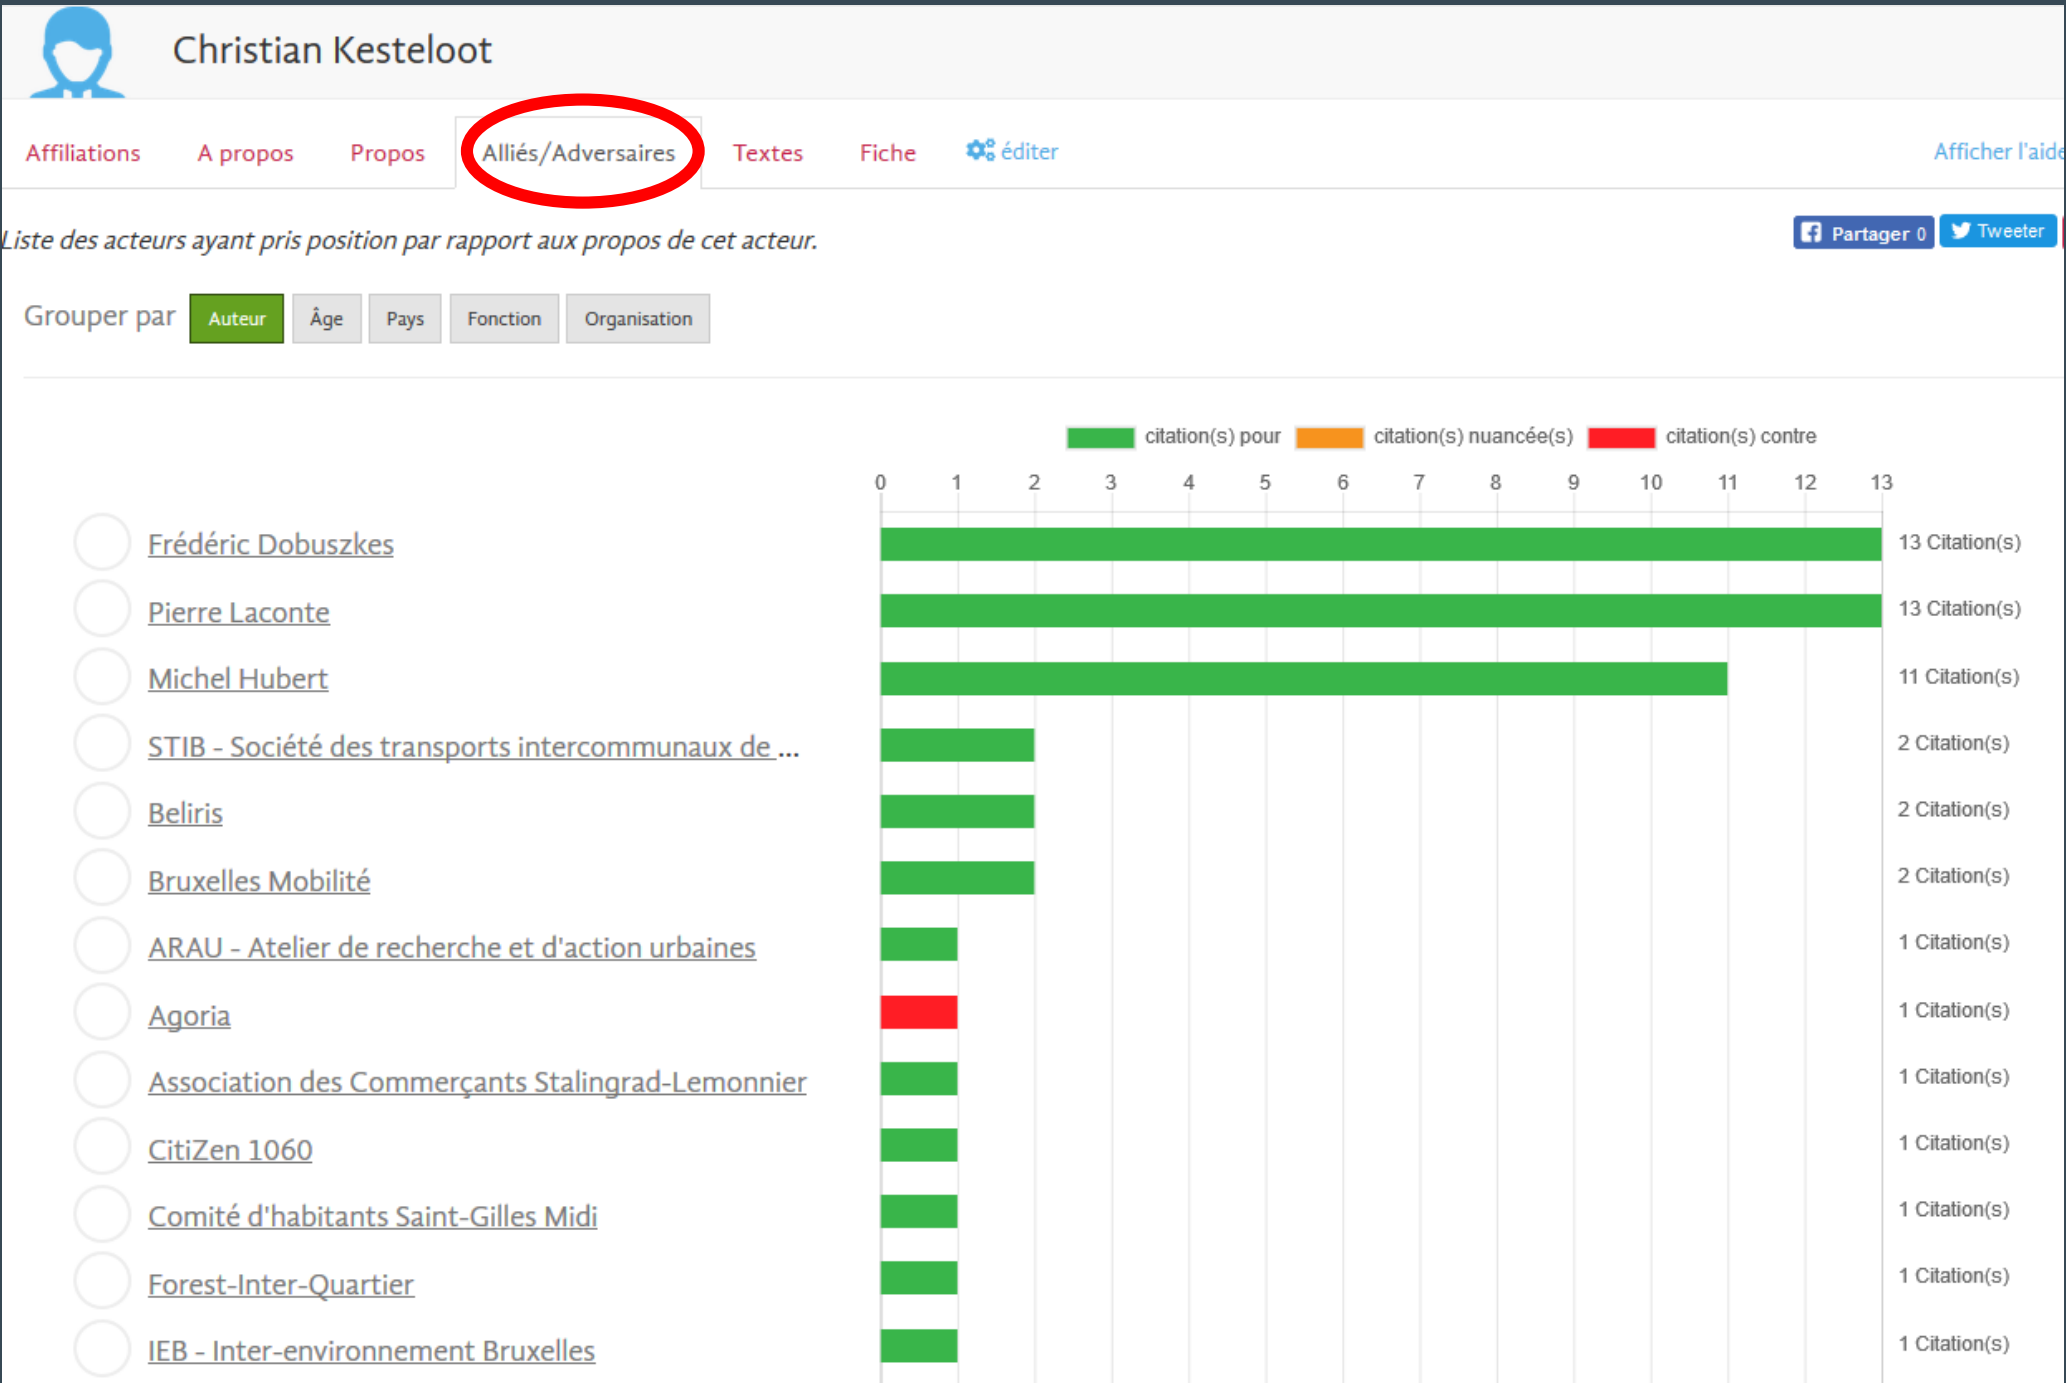 Christian Kesteloot
Affiliations A propos Propos Alliés/Adversaires Textes Fiche éditer Afficher l'aide
Liste des acteurs ayant pris position par rapport aux propos de cet acteur.
Partager 0 Tweeter
Grouper par Auteur Âge Pays Fonction Organisation
citation(s) pour citation(s) nuancée(s) citation(s) contre
0 1 2 3 4 5 6 7 8 9 10 11 12 13
Frédéric Dobuszkes 13 Citation(s)
Pierre Laconte 13 Citation(s)
Michel Hubert 11 Citation(s)
STIB - Société des transports intercommunaux de ... 2 Citation(s)
Beliris 2 Citation(s)
Bruxelles Mobilité 2 Citation(s)
ARAU - Atelier de recherche et d'action urbaines 1 Citation(s)
Agoria 1 Citation(s)
Association des Commerçants Stalingrad-Lemonnier 1 Citation(s)
CitiZen 1060 1 Citation(s)
Comité d'habitants Saint-Gilles Midi 1 Citation(s)
Forest-Inter-Quartier 1 Citation(s)
IEB - Inter-environnement Bruxelles 1 Citation(s)